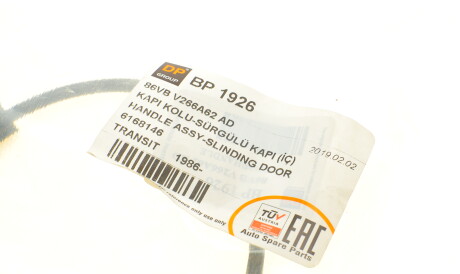 DP
GROUP
BP 1926
86VB V266A62 AD
KAPI KOLU-SÜRGÜLÜ KAPI (İÇ)
HANDLE ASSY-SLINDING DOOR
6168146
TRANSIT 1986-
2019.02.02
TÜV
AUSTRIA
EAC
Auto Spare Parts